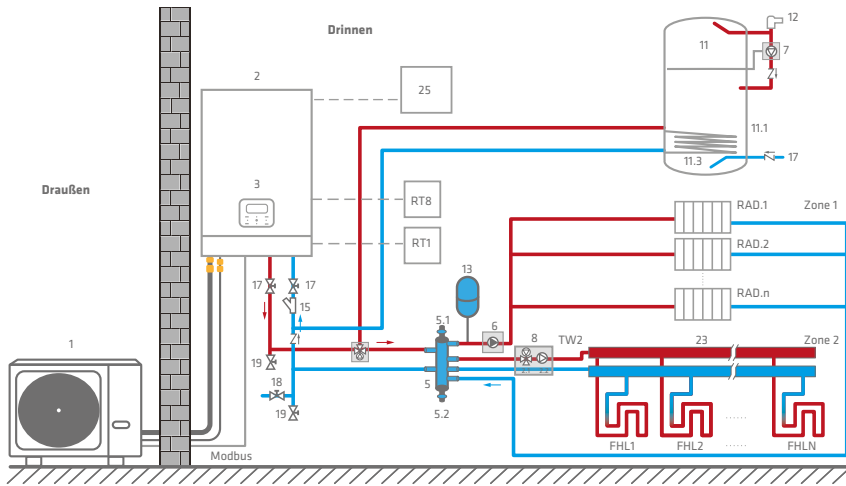 Drinnen
12
11
7
2
25
11.1
11.3
17
3
Draußen
RT8
RAD.1
Zone 1
RT1
RAD.2
13
17
17
15
RAD.n
5.1
6
8
TW2
23
Zone 2
1
19
5
18
5.2
19
FHL1
FHL2
......
FHLN
Modbus